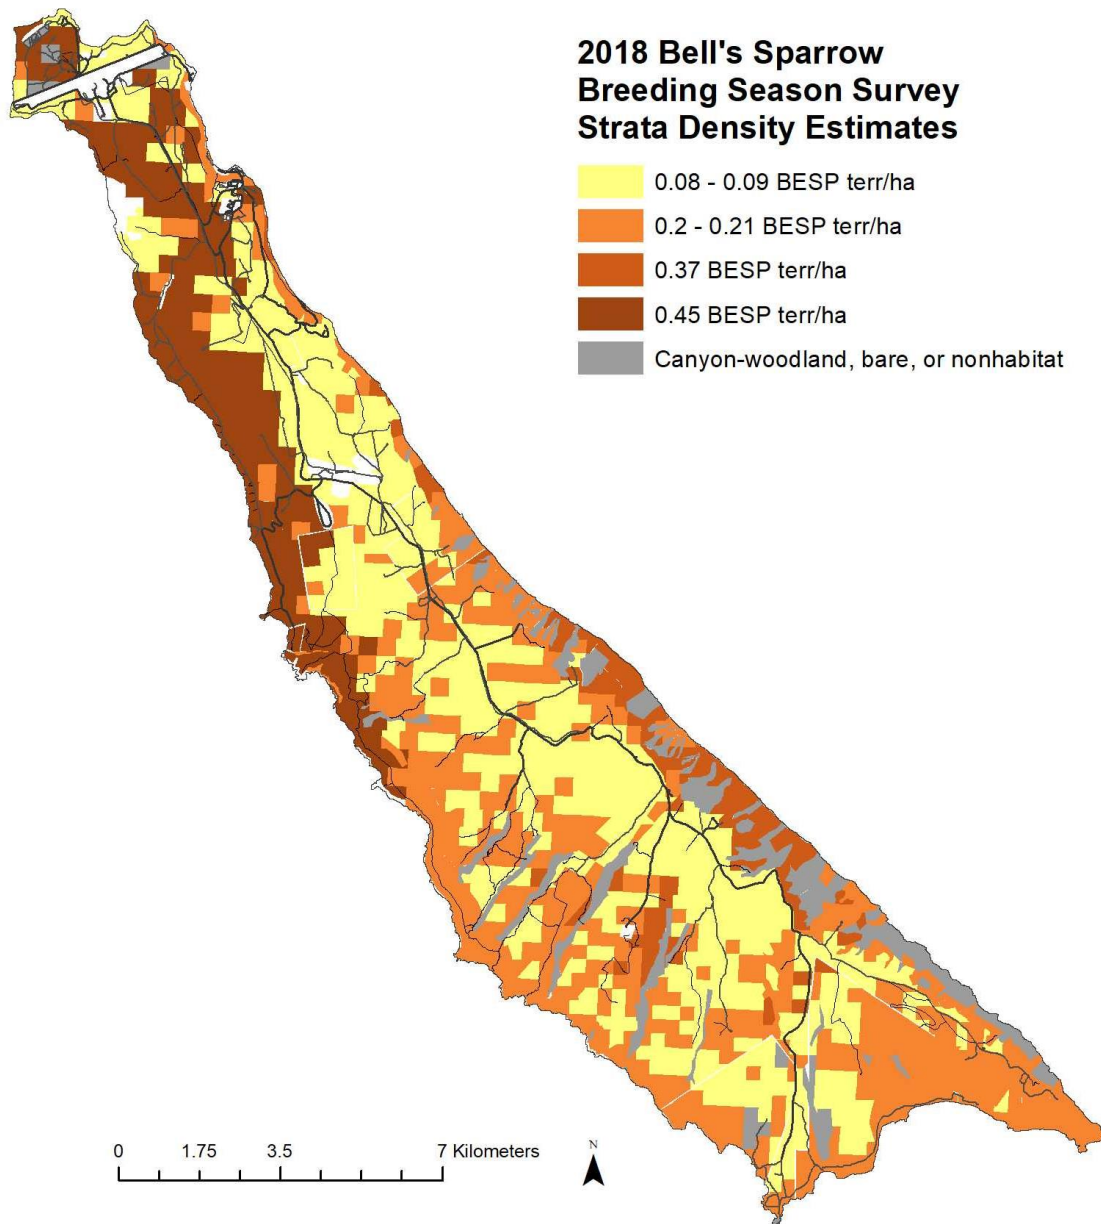 2018 Bell's Sparrow
Breeding Season Survey
Strata Density Estimates
0.08 - 0.09 BESP terr/ha
0.2 - 0.21 BESP terr/ha
0.37 BESP terr/ha
0.45 BESP terr/ha
Canyon-woodland, bare, or nonhabitat
0 1.75 3.5 7 Kilometers
N